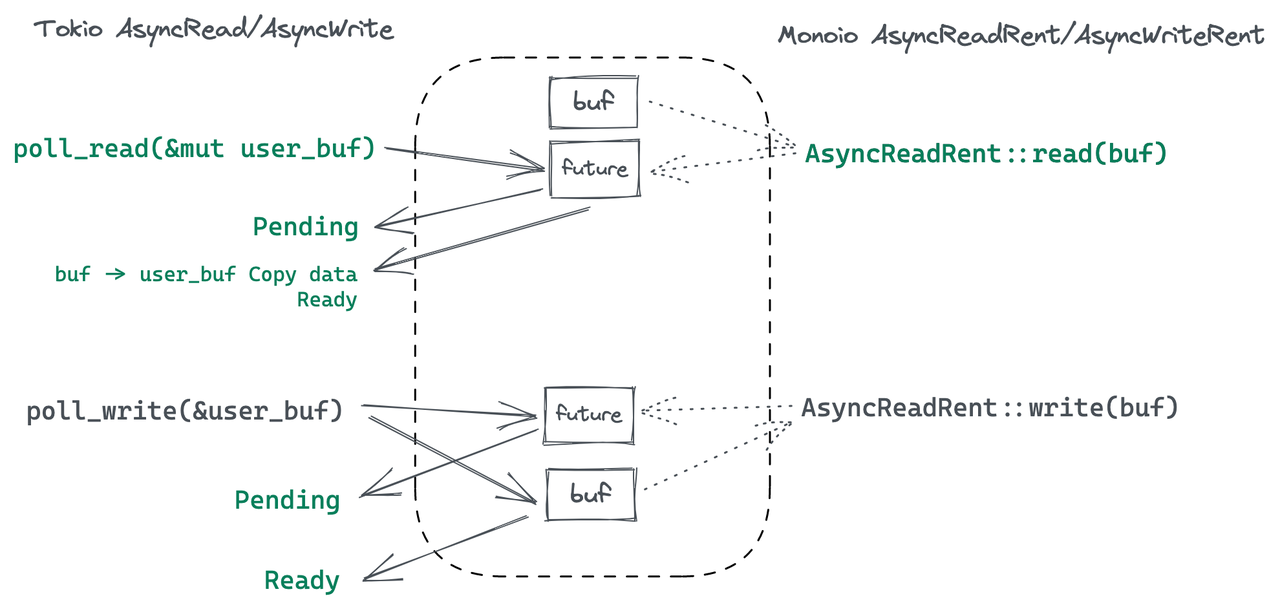 Tokio AsyncRead/AsyncWrite
Monoio AsyncReadRent/AsyncWriteRent
buf
poll_read(&mut user_buf)
future
AsyncReadRent::read(buf)
Pending
buf → user_buf Copy data
Ready
poll_write(&user_buf)
future
AsyncReadRent::write(buf)
Pending
buf
Ready